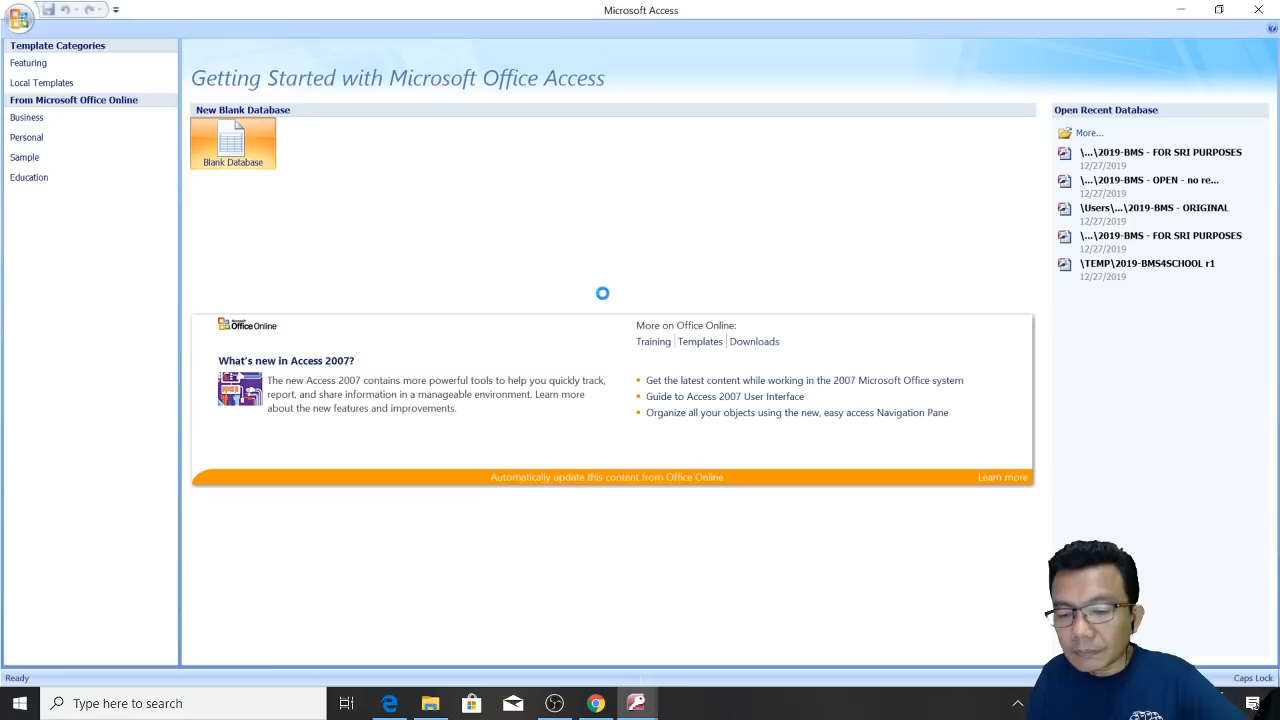 Microsoft Access
Template Categories
Featuring
Local Templates
From Microsoft Office Online
Business
Personal
Sample
Education
Getting Started with Microsoft Office Access
New Blank Database
Blank Database
Microsoft
Office Online
What's new in Access 2007?
The new Access 2007 contains more powerful tools to help you quickly track,
report, and share information in a manageable environment. Learn more
about the new features and improvements.
More on Office Online:
Training | Templates | Downloads
Get the latest content while working in the 2007 Microsoft Office system
Guide to Access 2007 User Interface
Organize all your objects using the new, easy access Navigation Pane
Automatically update this content from Office Online
Learn more
Open Recent Database
More...
\...\2019-BMS - FOR SRI PURPOSES
12/27/2019
\...\2019-BMS - OPEN - no re...
12/27/2019
\Users\...\2019-BMS - ORIGINAL
12/27/2019
\...\2019-BMS - FOR SRI PURPOSES
12/27/2019
\TEMP\2019-BMS4SCHOOL r1
12/27/2019
Ready
Caps Lock
Type here to search